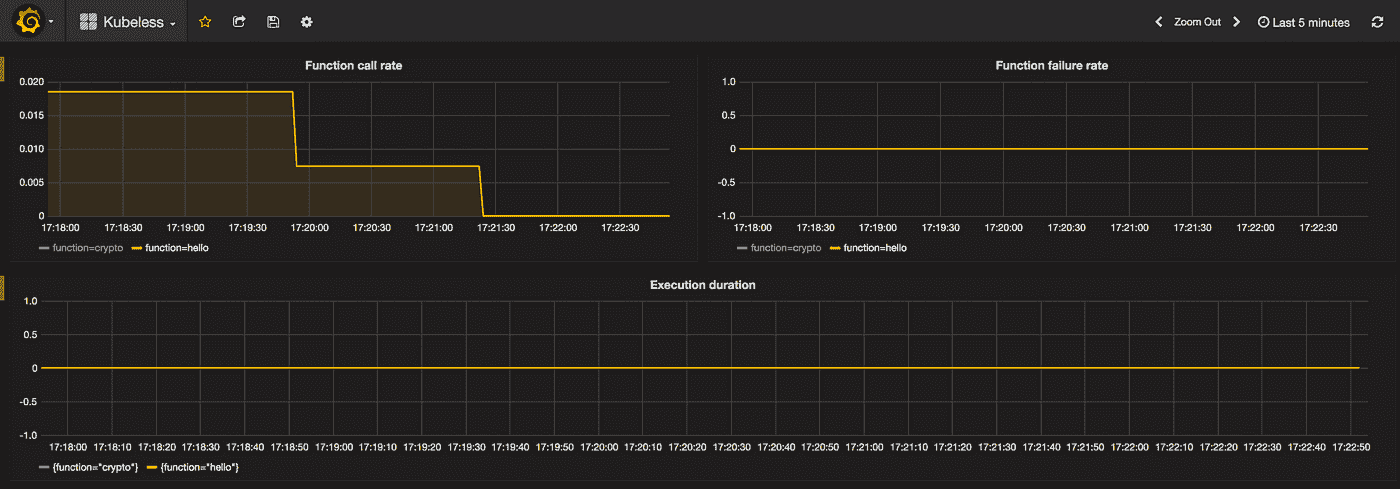 Kubeless Zoom Out Last 5 minutes
Function call rate
0.020
0.015
0.010
0.005
0
17:18:00 17:18:30 17:19:00 17:19:30 17:20:00 17:20:30 17:21:00 17:21:30 17:22:00 17:22:30
function=crypto function=hello
Function failure rate
1.0
0.5
0
-0.5
-1.0
17:18:00 17:18:30 17:19:00 17:19:30 17:20:00 17:20:30 17:21:00 17:21:30 17:22:00 17:22:30
function=crypto function=hello
Execution duration
1.0
0.5
0
-0.5
-1.0
17:18:00 17:18:10 17:18:20 17:18:30 17:18:40 17:18:50 17:19:00 17:19:10 17:19:20 17:19:30 17:19:40 17:19:50 17:20:00 17:20:10 17:20:20 17:20:30 17:20:40 17:20:50 17:21:00 17:21:10 17:21:20 17:21:30 17:21:40 17:21:50 17:22:00 17:22:10 17:22:20 17:22:30 17:22:40 17:22:50
{function="crypto"} {function="hello"}